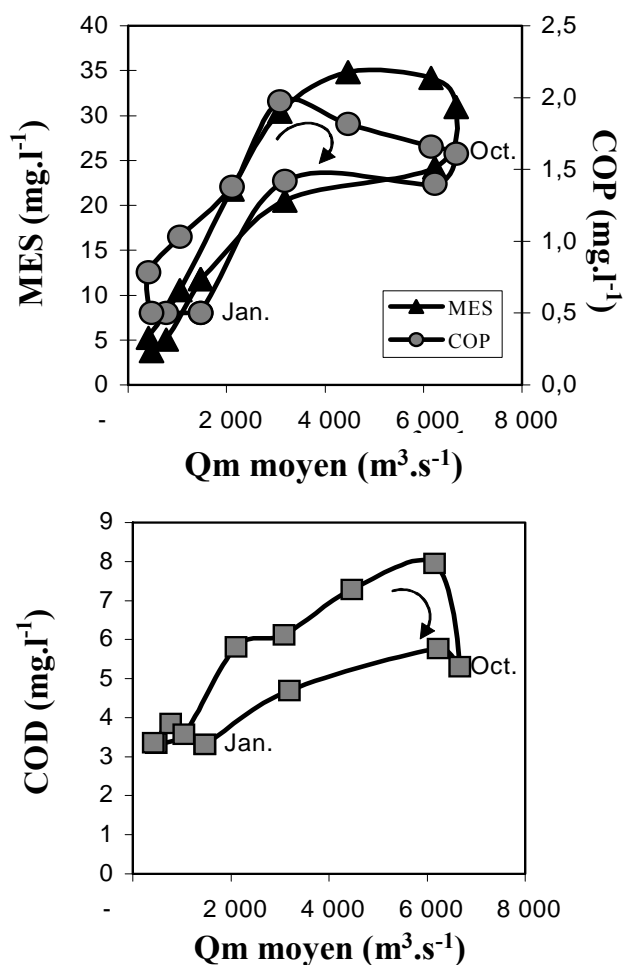 40
35
30
25
20
15
10
5
0
MES (mg.l-1)
2,5
2,0
1,5
1,0
0,5
0,0
COP (mg.l-1)
Oct.
Jan.
MES
COP
- 2 000 4 000 6 000 8 000
Qm moyen (m³.s⁻¹)
9
8
7
6
5
4
3
2
1
0
COD (mg.l-1)
Oct.
Jan.
- 2 000 4 000 6 000 8 000
Qm moyen (m³.s⁻¹)